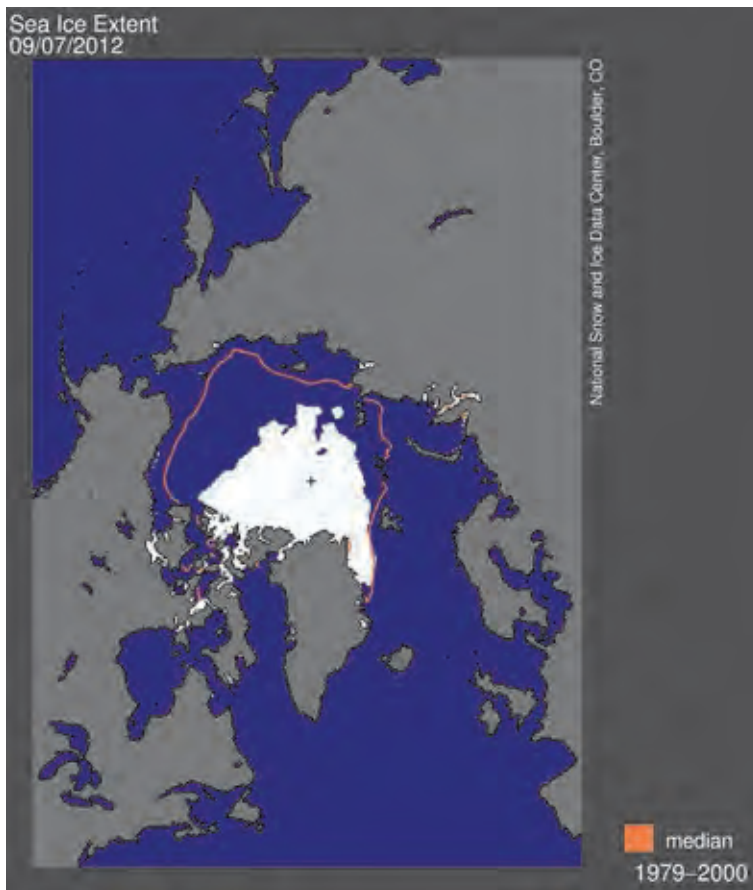 Sea Ice Extent
09/07/2012
National Snow and Ice Data Center, Boulder, CO
median
1979–2000